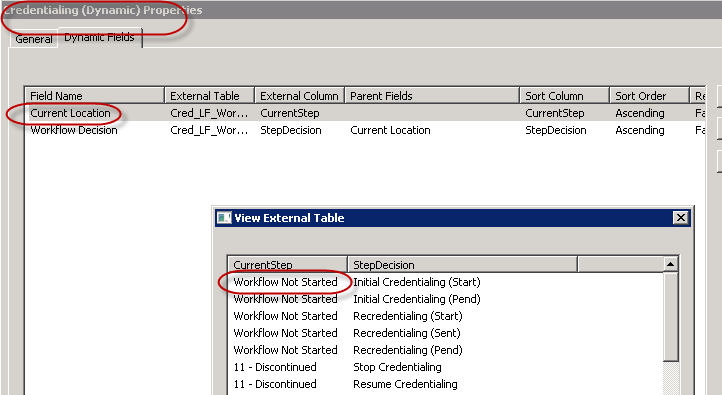 Credentialing (Dynamic) Properties
General Dynamic Fields
Field Name External Table External Column Parent Fields Sort Column Sort Order Re
Current Location Cred_LF_Wor... CurrentStep CurrentStep Ascending Fa
Workflow Decision Cred_LF_Wor... StepDecision Current Location StepDecision Ascending Fa
View External Table
CurrentStep StepDecision
Workflow Not Started Initial Credentialing (Start)
Workflow Not Started Initial Credentialing (Pend)
Workflow Not Started Recredentialing (Start)
Workflow Not Started Recredentialing (Sent)
Workflow Not Started Recredentialing (Pend)
11 - Discontinued Stop Credentialing
11 - Discontinued Resume Credentialing